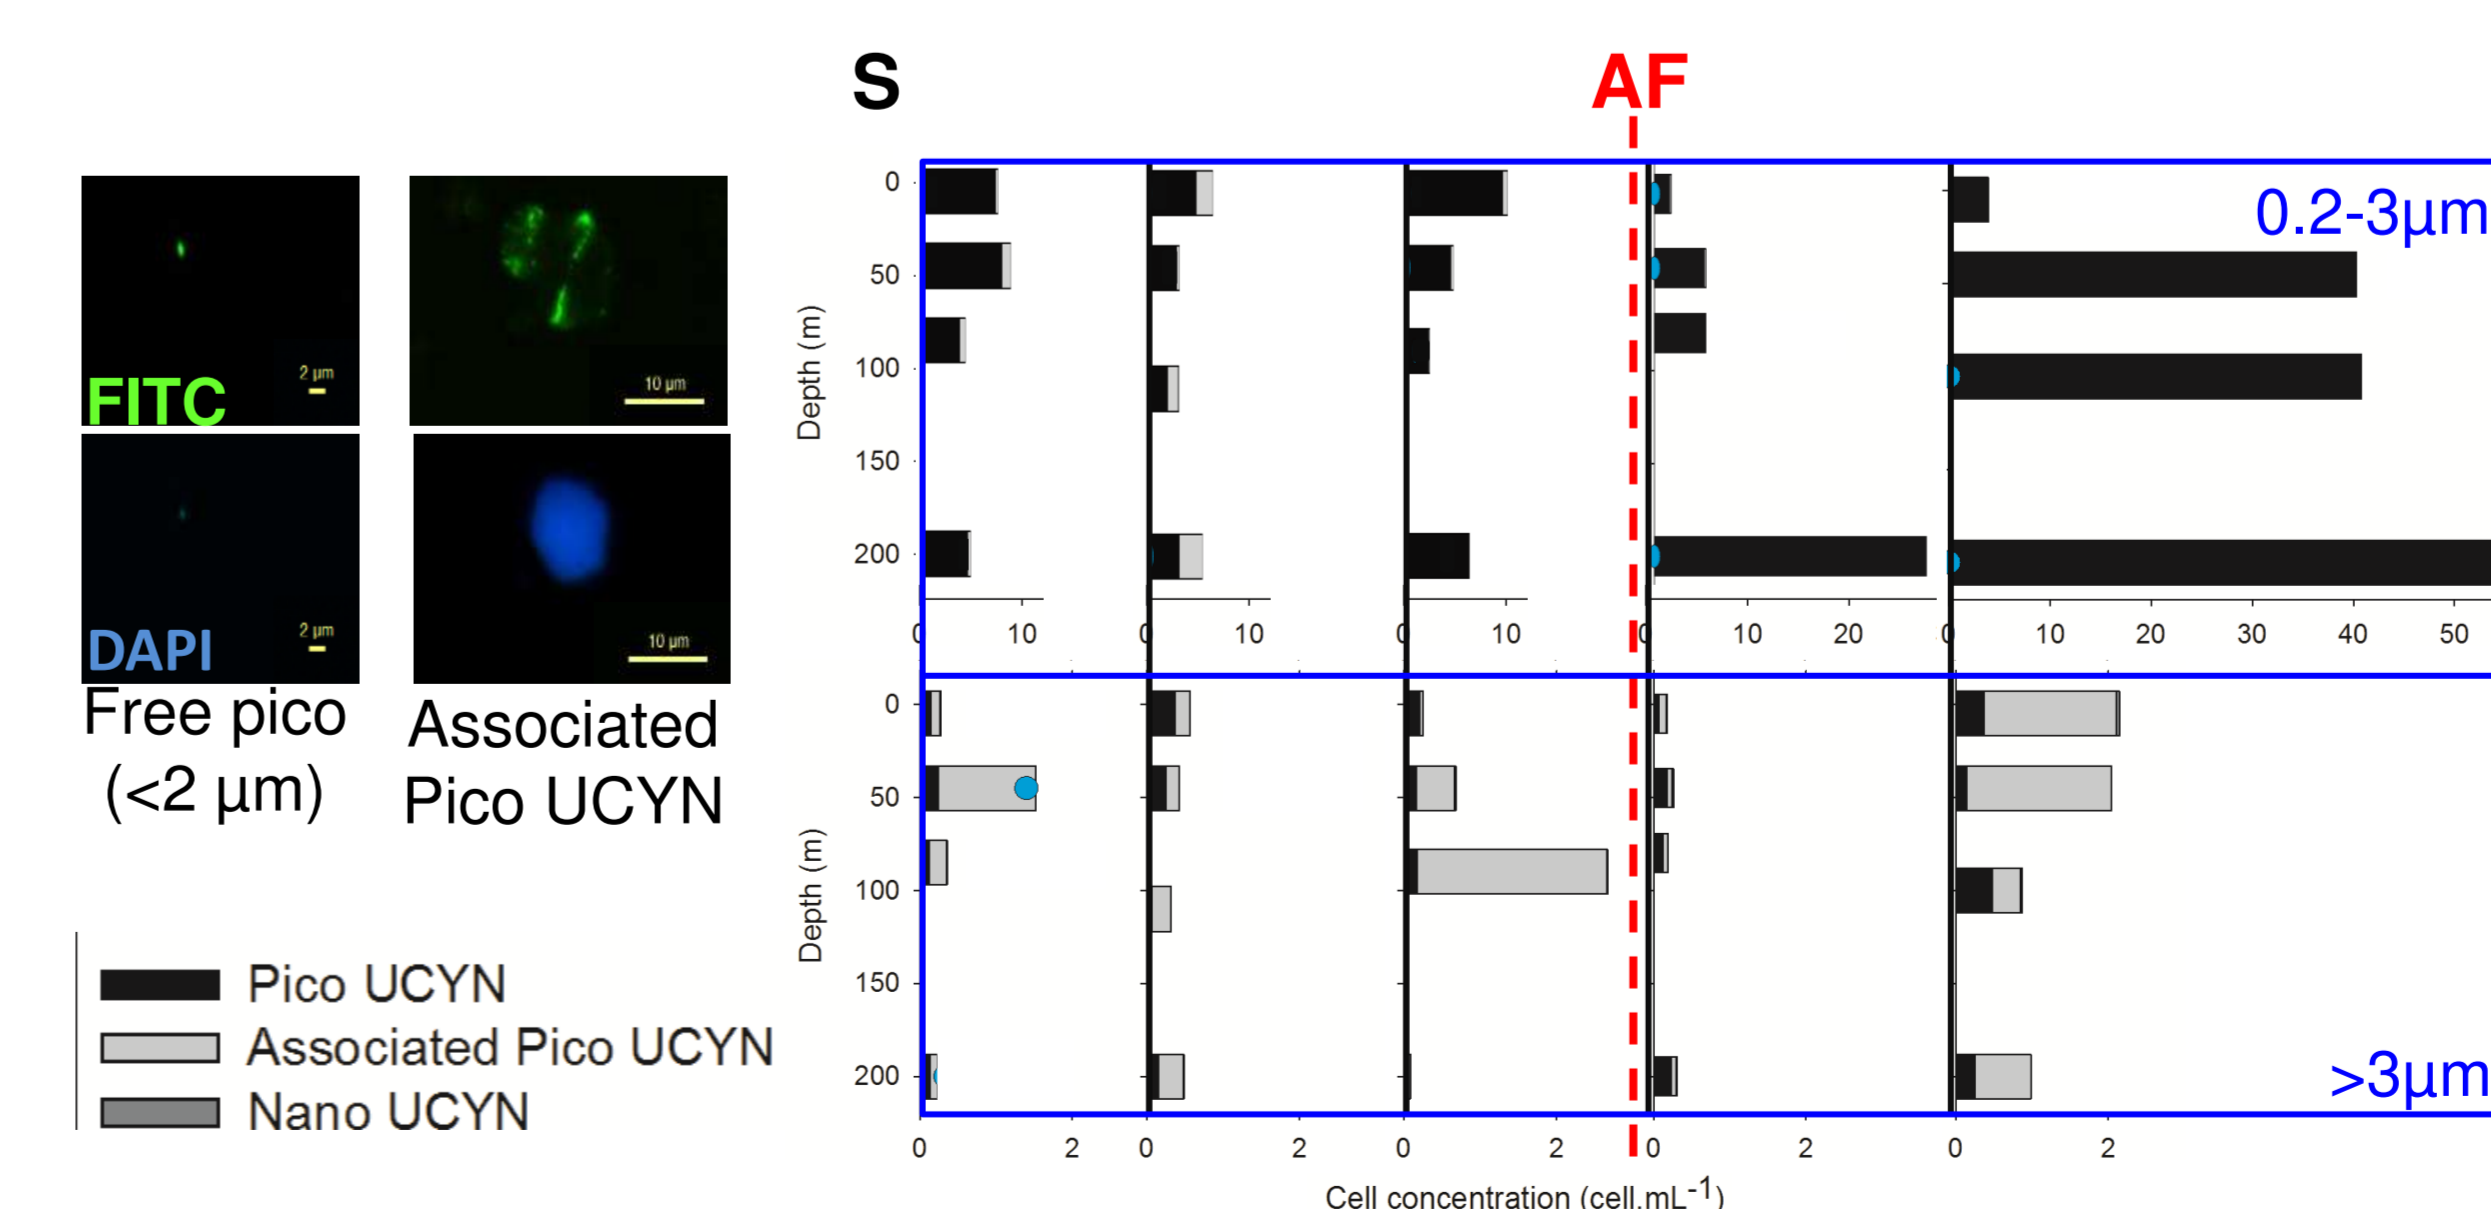 S
AF
FITC
2 µm
10 µm
DAPI
2 µm
10 µm
Free pico
(<2 µm)
Associated
Pico UCYN
Pico UCYN
Associated Pico UCYN
Nano UCYN
0.2-3µm
Depth (m)
0
50
100
150
200
0 10 0 10 0 10 0 10 20 0 10 20 30 40 50
>3µm
Depth (m)
0
50
100
150
200
0 2 0 2 0 2 0 2 0 2
Cell concentration (cell.mL-1)